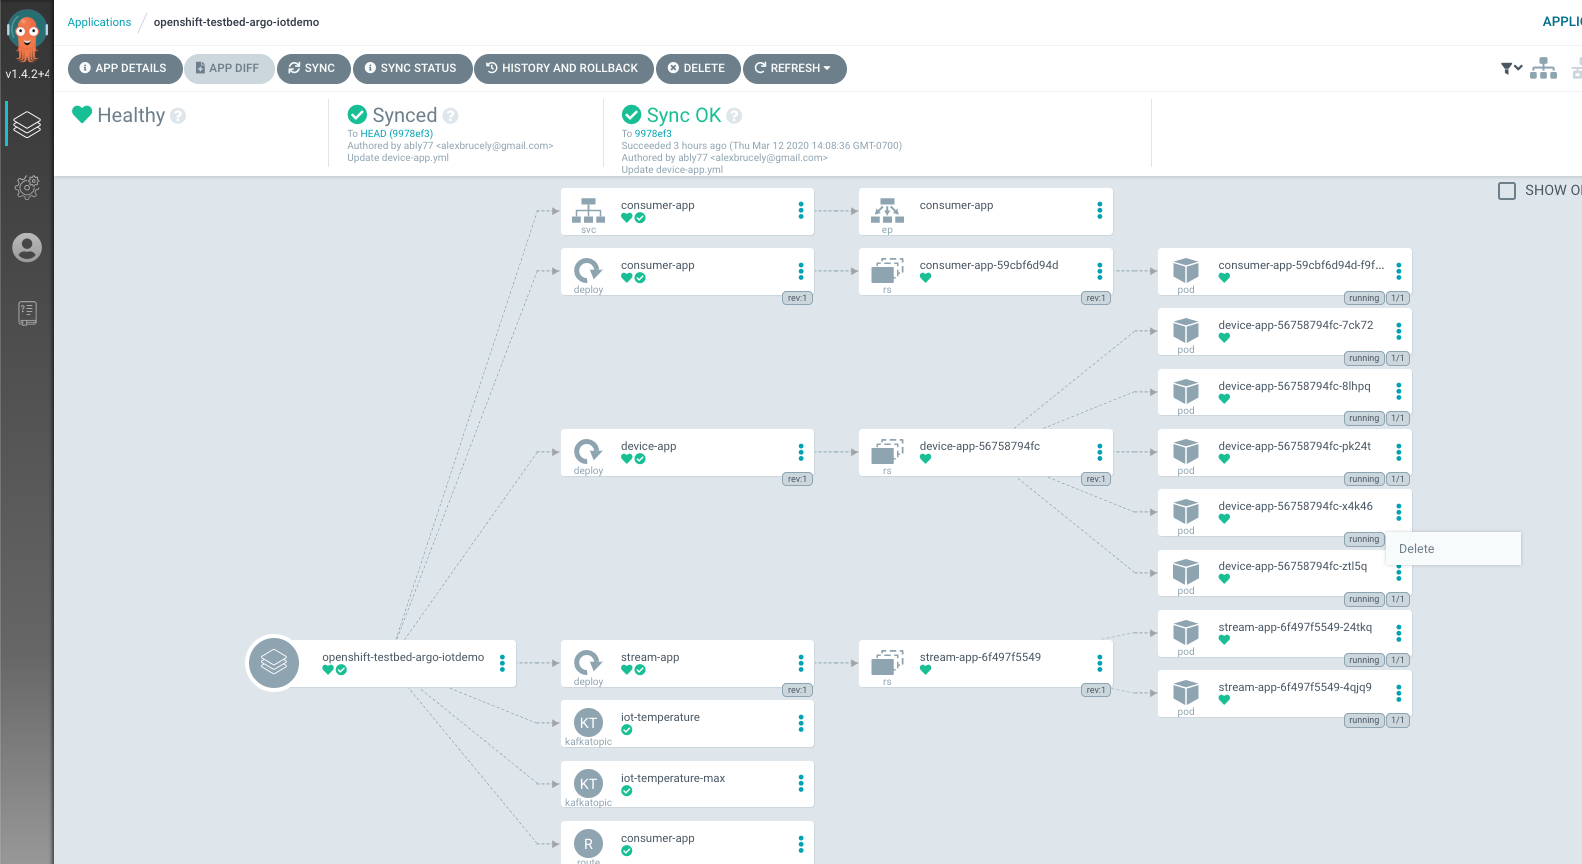 Applications / openshift-testbed-argo-iotdemo
APPLI
v1.4.2+4
APP DETAILS
APP DIFF
SYNC
SYNC STATUS
HISTORY AND ROLLBACK
DELETE
REFRESH
Healthy
Synced
To HEAD (9978ef3)
Authored by ably77 <alexbrucely@gmail.com>
Update device-app.yml
Sync OK
To 9978ef3
Succeeded 3 hours ago (Thu Mar 12 2020 14:08:36 GMT-0700)
Authored by ably77 <alexbrucely@gmail.com>
Update device-app.yml
SHOW O
consumer-app
svc
consumer-app
ep
consumer-app
deploy
rev:1
consumer-app-59cbf6d94d
rs
rev:1
consumer-app-59cbf6d94d-f9f...
pod
running 1/1
device-app-56758794fc-7ck72
pod
running 1/1
device-app-56758794fc-8lhpq
pod
running 1/1
device-app
deploy
rev:1
device-app-56758794fc
rs
rev:1
device-app-56758794fc-pk24t
pod
running 1/1
device-app-56758794fc-x4k46
pod
running
Delete
device-app-56758794fc-ztl5q
pod
running 1/1
stream-app-6f497f5549-24tkq
pod
running 1/1
openshift-testbed-argo-iotdemo
stream-app
deploy
rev:1
stream-app-6f497f5549
rs
rev:1
stream-app-6f497f5549-4qjq9
pod
running 1/1
KT
iot-temperature
kafkatopic
KT
iot-temperature-max
kafkatopic
R
consumer-app
route